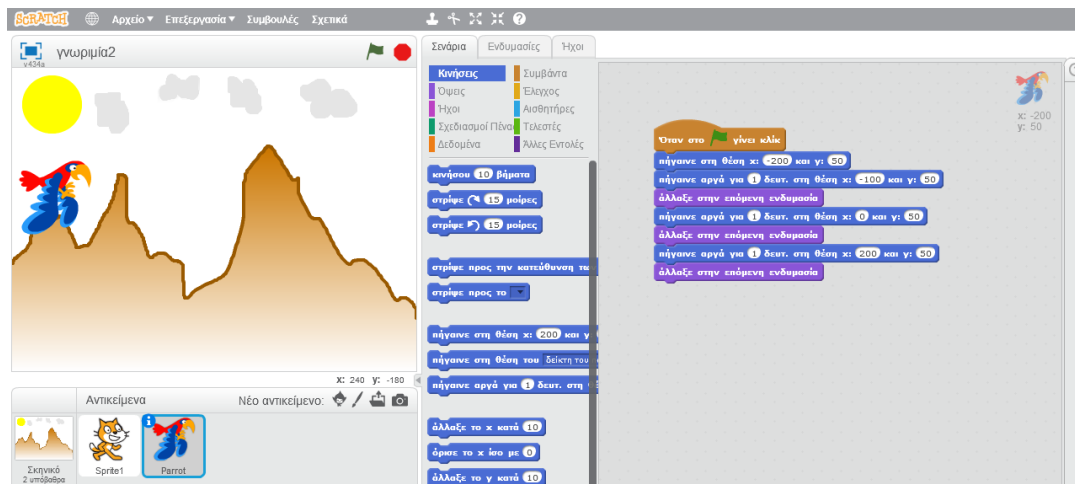 SCRATCH Αρχείο Επεξεργασία Συμβουλές Σχετικά
γνωριμία2
v434a
Σενάρια Ενδυμασίες Ήχοι
Κινήσεις Συμβάντα
Όψεις Έλεγχος
Ήχοι Αισθητήρες
Σχεδιασμοί Πένα Τελεστές
Δεδομένα Άλλες Εντολές
κινήσου 10 βήματα
στρίψε 15 μοίρες
στρίψε 15 μοίρες
στρίψε προς την κατεύθυνση των
στρίψε προς το
πήγαινε στη θέση x: 200 και y
πήγαινε στη θέση του δείκτη του
πήγαινε αργά για 1 δευτ. στη
άλλαξε το x κατά 10
όρισε το x ίσο με 0
άλλαξε το y κατά 10
Όταν στο γίνει κλίκ
πήγαινε στη θέση x: -200 και y: 50
πήγαινε αργά για 1 δευτ. στη θέση x: -100 και y: 50
άλλαξε στην επόμενη ενδυμασία
πήγαινε αργά για 1 δευτ. στη θέση x: 0 και y: 50
άλλαξε στην επόμενη ενδυμασία
πήγαινε αργά για 1 δευτ. στη θέση x: 200 και y: 50
άλλαξε στην επόμενη ενδυμασία
x: -200
y: 50
x: 240 y: -180
Αντικείμενα Νέο αντικείμενο:
Σκηνικό
2 υπόβαθρα
Sprite1
Parrot